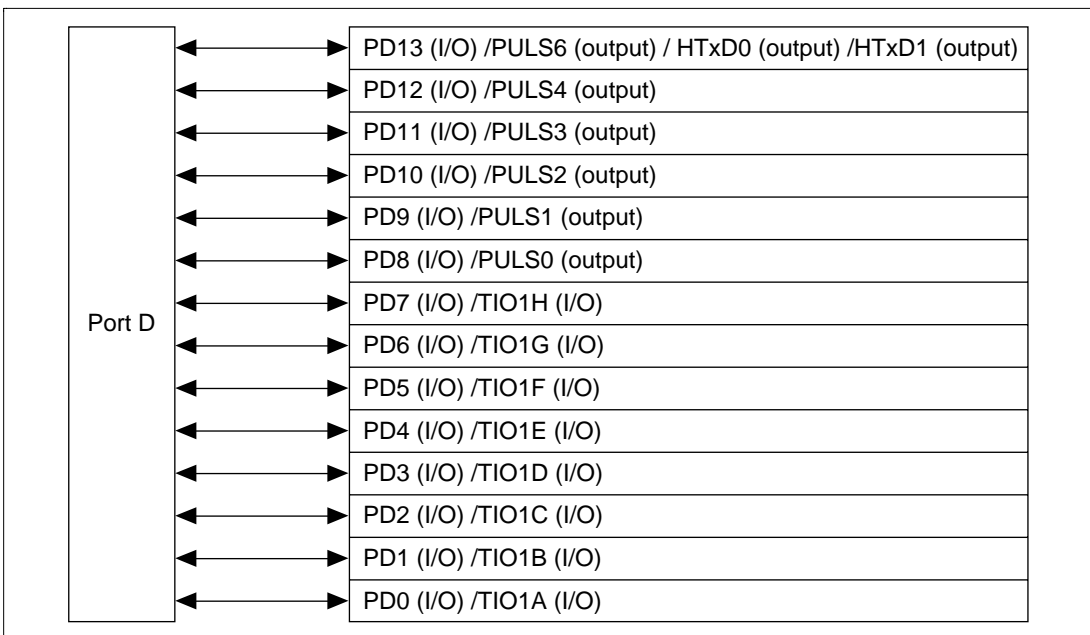 PD13 (I/O) /PULS6 (output) / HTxD0 (output) /HTxD1 (output)
PD12 (I/O) /PULS4 (output)
PD11 (I/O) /PULS3 (output)
PD10 (I/O) /PULS2 (output)
PD9 (I/O) /PULS1 (output)
PD8 (I/O) /PULS0 (output)
PD7 (I/O) /TIO1H (I/O)
Port D
PD6 (I/O) /TIO1G (I/O)
PD5 (I/O) /TIO1F (I/O)
PD4 (I/O) /TIO1E (I/O)
PD3 (I/O) /TIO1D (I/O)
PD2 (I/O) /TIO1C (I/O)
PD1 (I/O) /TIO1B (I/O)
PD0 (I/O) /TIO1A (I/O)